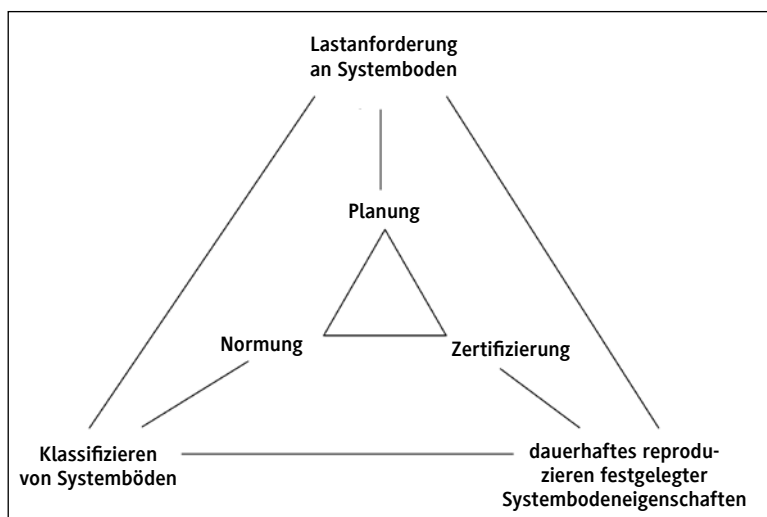 Lastanforderung
an Systemboden
Planung
Normung
Zertifizierung
Klassifizieren
von Systemböden
dauerhaftes reprodu-
zieren festgelegter
Systembodeneigenschaften